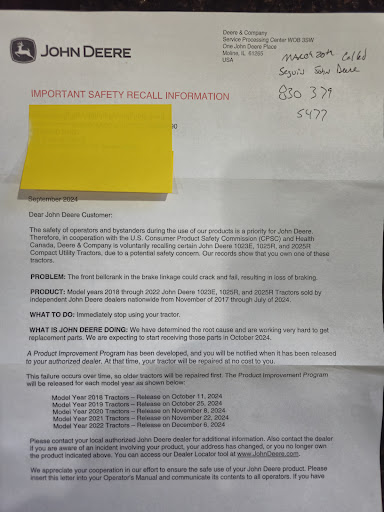 JOHN DEERE
Deere & Company
Service Processing Center WOB 3SW
One John Deere Place
Moline, IL 61265
USA
March 20th Called
Seguin John Deere
830 379
5477
IMPORTANT SAFETY RECALL INFORMATION
September 2024
Dear John Deere Customer:
The safety of operators and bystanders during the use of our products is a priority for John Deere.
Therefore, in cooperation with the U.S. Consumer Product Safety Commission (CPSC) and Health
Canada, Deere & Company is voluntarily recalling certain John Deere 1023E, 1025R, and 2025R
Compact Utility Tractors, due to a potential safety concern. Our records show that you own one of these
tractors.
PROBLEM: The front bellcrank in the brake linkage could crack and fail, resulting in loss of braking.
PRODUCT: Model years 2018 through 2022 John Deere 1023E, 1025R, and 2025R Tractors sold by
independent John Deere dealers nationwide from November of 2017 through July of 2024.
WHAT TO DO: Immediately stop using your tractor.
WHAT IS JOHN DEERE DOING: We have determined the root cause and are working very hard to get
replacement parts. We are expecting to start receiving those parts in October 2024.
A Product Improvement Program has been developed, and you will be notified when it has been released
to your authorized dealer. At that time, your tractor will be repaired at no cost to you.
This failure occurs over time, so older tractors will be repaired first. The Product Improvement Program
will be released for each model year as shown below:
Model Year 2018 Tractors – Release on October 11, 2024
Model Year 2019 Tractors – Release on October 25, 2024
Model Year 2020 Tractors – Release on November 8, 2024
Model Year 2021 Tractors – Release on November 22, 2024
Model Year 2022 Tractors – Release on December 6, 2024
Please contact your local authorized John Deere dealer for additional information. Also contact the dealer
if you are aware of an incident involving your product, your address has changed, or you no longer own
the product indicated above. You can access our Dealer Locator tool at www.JohnDeere.com.
We appreciate your cooperation in our effort to ensure the safe use of your John Deere product. Please
insert this letter into your Operator's Manual and communicate its contents to all operators. If you have